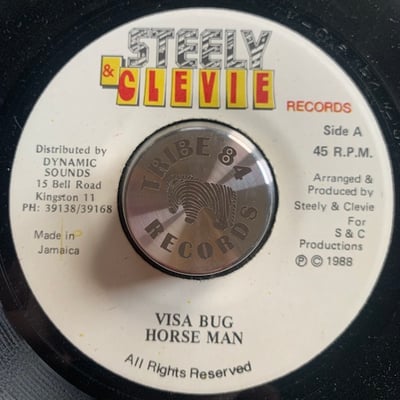 STEELY
& CLEVIE
RECORDS
Side A
45 R.P.M.
Distributed by
DYNAMIC
SOUNDS
15 Bell Road
Kingston 11
PH: 39138/39168
Made in
Jamaica
TRIBE 84
RECORDS
Arranged &
Produced by
Steely & Clevie
For
S & C
Productions
Ⓟ © 1988
VISA BUG
HORSE MAN
All Rights Reserved